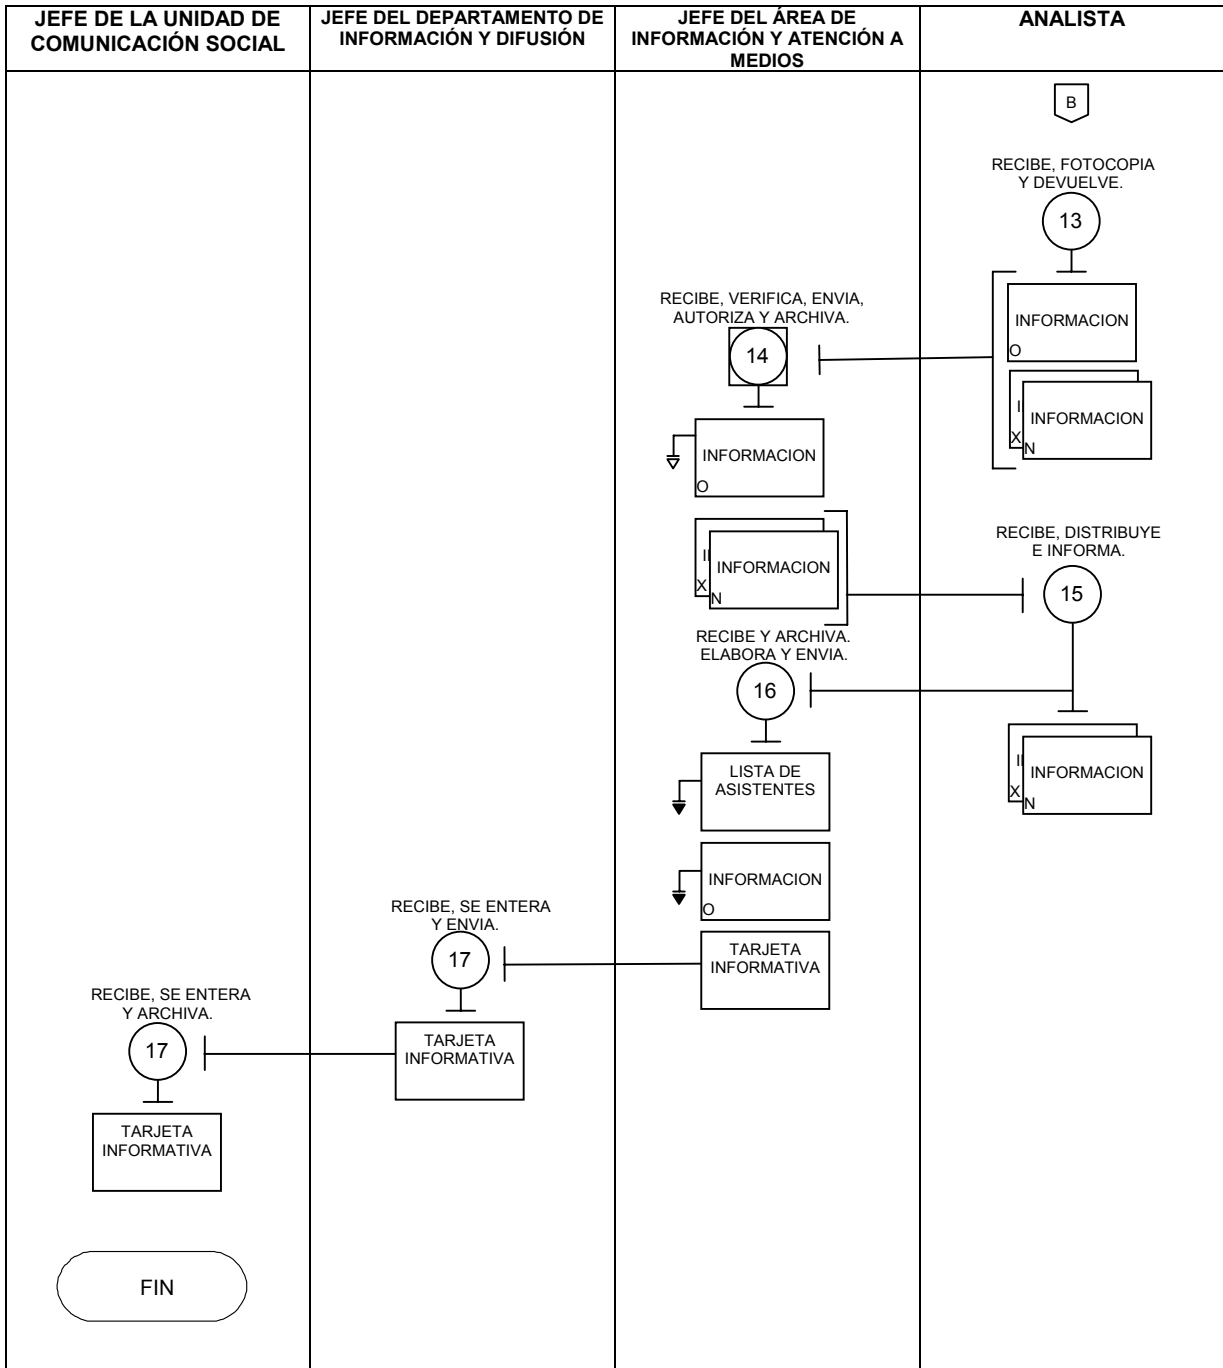 JEFE DE LA UNIDAD DE
COMUNICACIÓN SOCIAL
JEFE DEL DEPARTAMENTO DE
INFORMACIÓN Y DIFUSIÓN
JEFE DEL ÁREA DE
INFORMACIÓN Y ATENCIÓN A
MEDIOS
ANALISTA
B
RECIBE, FOTOCOPIA
Y DEVUELVE.
13
INFORMACION
O
INFORMACION
X
N
RECIBE, VERIFICA, ENVIA,
AUTORIZA Y ARCHIVA.
14
INFORMACION
O
INFORMACION
X
N
RECIBE, DISTRIBUYE
E INFORMA.
15
INFORMACION
X
N
RECIBE Y ARCHIVA.
ELABORA Y ENVIA.
16
LISTA DE
ASISTENTES
INFORMACION
O
TARJETA
INFORMATIVA
RECIBE, SE ENTERA
Y ENVIA.
17
TARJETA
INFORMATIVA
RECIBE, SE ENTERA
Y ARCHIVA.
17
TARJETA
INFORMATIVA
FIN